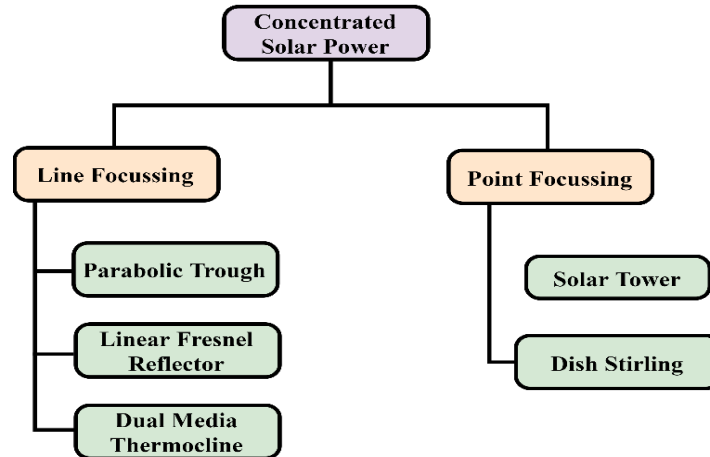 Concentrated
Solar Power
Line Focussing
Point Focussing
Parabolic Trough
Solar Tower
Linear Fresnel
Reflector
Dish Stirling
Dual Media
Thermocline